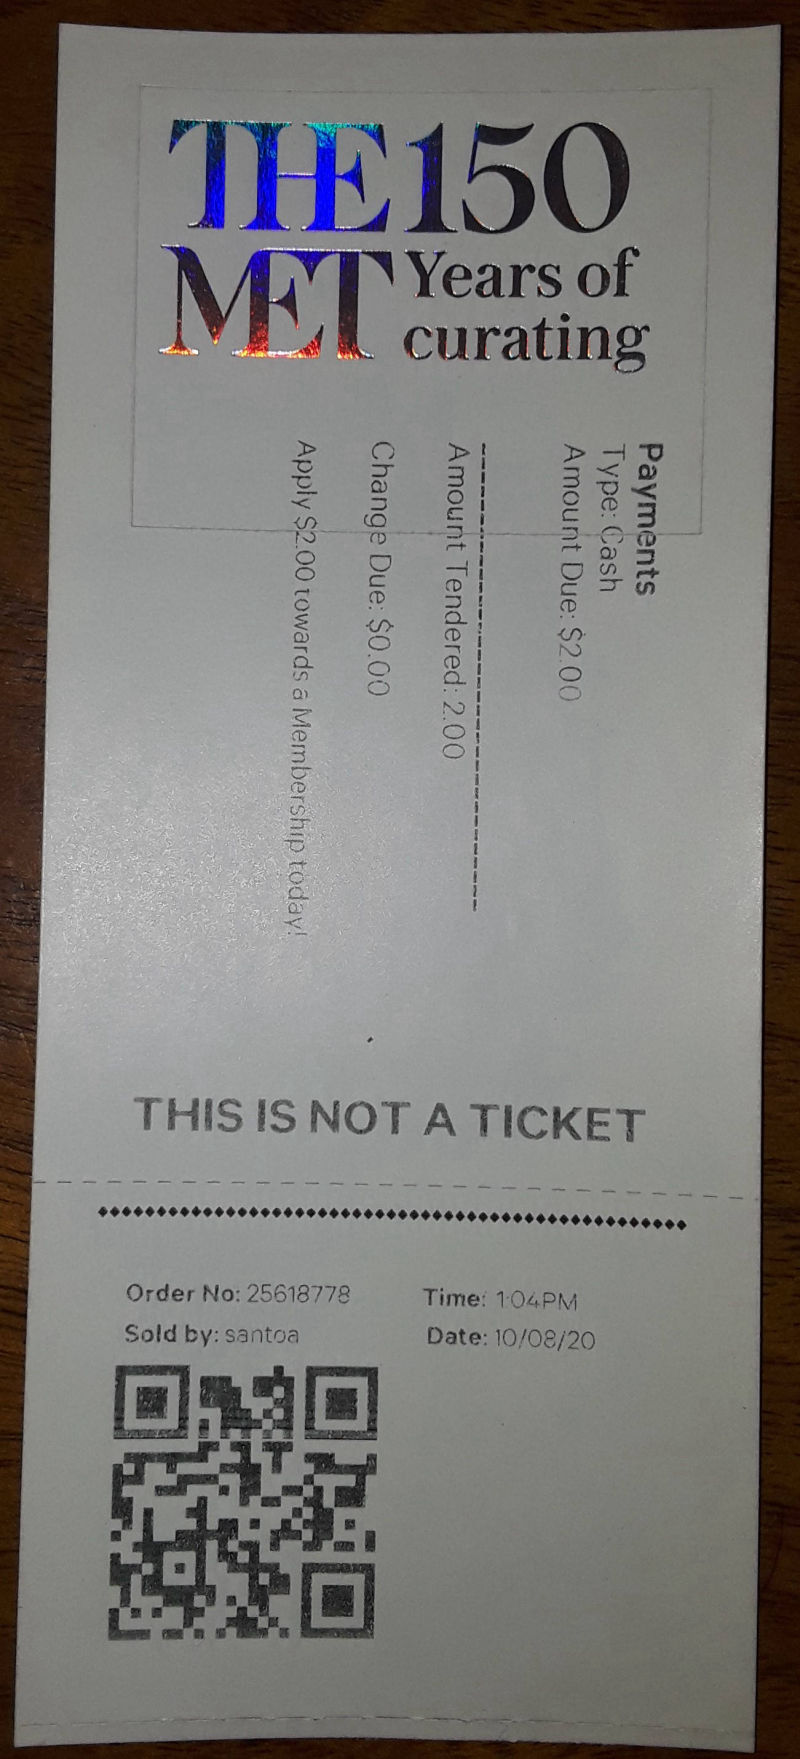 THE 150
MET Years of
curating
Payments
Type: Cash
Amount Due: $2.00
Amount Tendered: 2.00
Change Due: $0.00
Apply $2.00 towards a Membership today!
THIS IS NOT A TICKET
Order No: 25618778 Time: 1:04PM
Sold by: santoa Date: 10/08/20